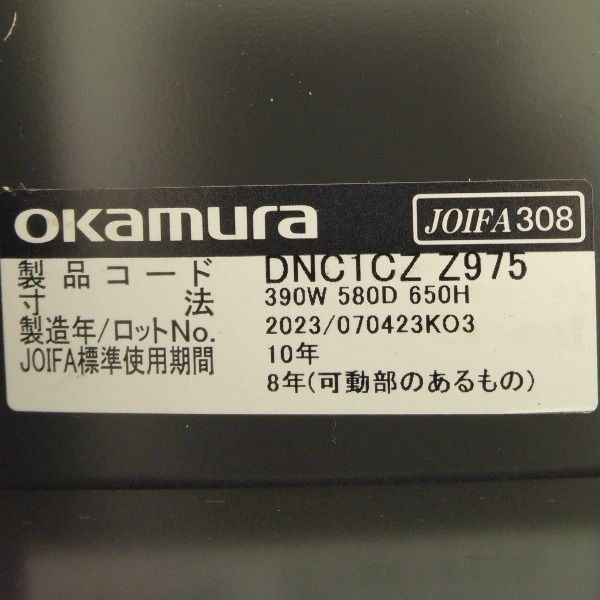 okamura JOIFA308
製品コード DNC1CZ Z975
寸法 390W 580D 650H
製造年/ロットNo. 2023/070423KO3
JOIFA標準使用期間 10年
8年(可動部のあるもの)